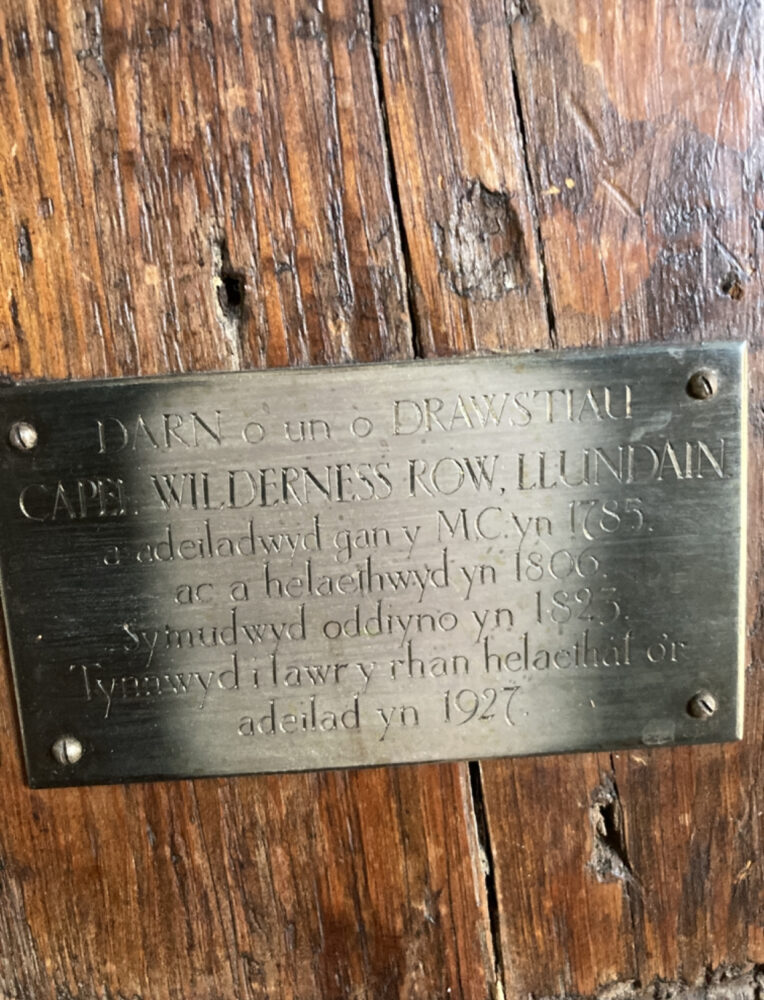 DARN o un o DRAWSTIAU
CAPEL WILDERNESS ROW, LLUNDAIN
a adeiladwyd gan y M.C. yn 1785.
ac a helaethwyd yn 1806.
Symudwyd oddiyno yn 1823.
Tynnwyd i lawr y rhan helaethaf o'r
adeilad yn 1927.